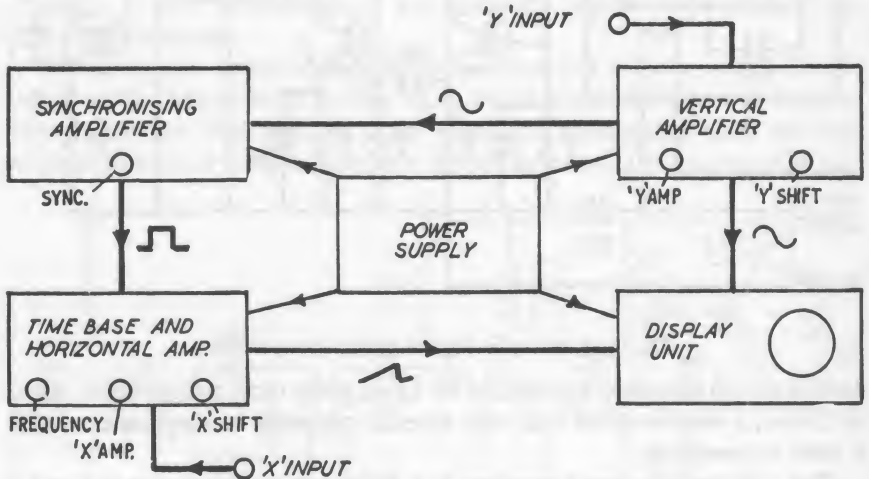 'Y' INPUT
SYNCHRONISING
AMPLIFIER
SYNC.
VERTICAL
AMPLIFIER
'Y' AMP
'Y' SHIFT
POWER
SUPPLY
TIME BASE AND
HORIZONTAL AMP.
FREQUENCY
'X' AMP.
'X' SHIFT
DISPLAY
UNIT
'X' INPUT